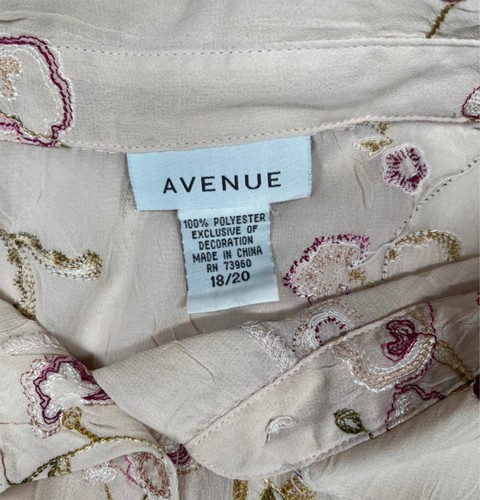 AVENUE
100% POLYESTER
EXCLUSIVE OF
DECORATION
MADE IN CHINA
RN 73960
18/20